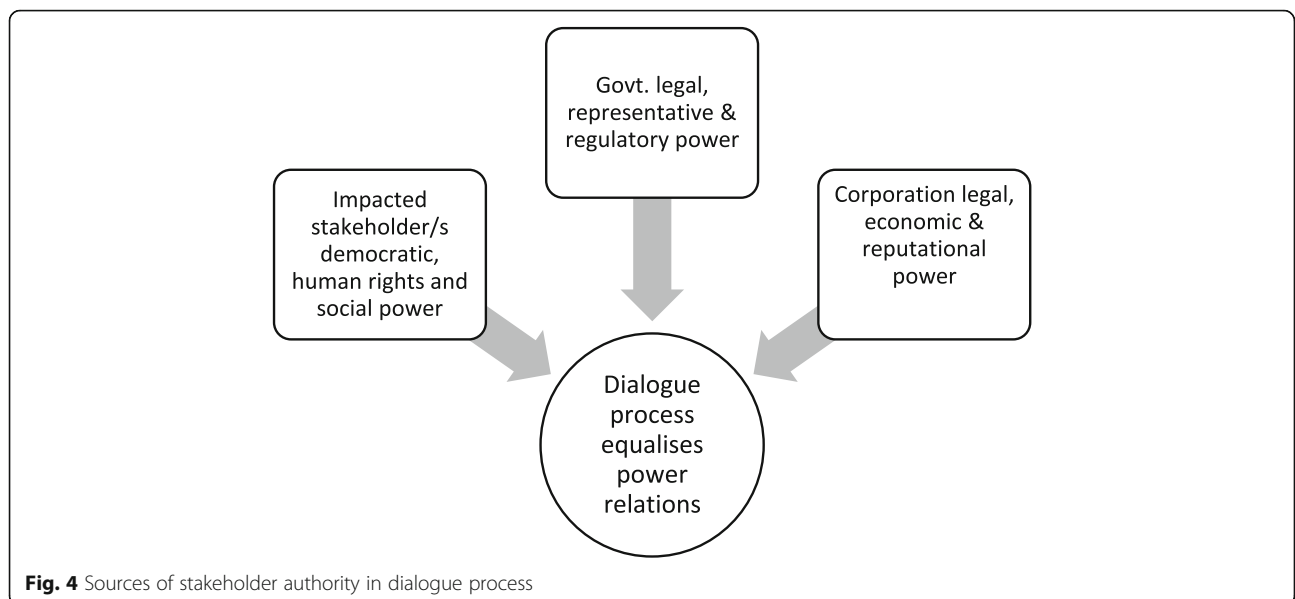 Govt. legal,
representative &
regulatory power
Impacted
stakeholder/s
democratic,
human rights and
social power
Corporation legal,
economic &
reputational
power
Dialogue
process
equalises
power
relations
Fig. 4 Sources of stakeholder authority in dialogue process